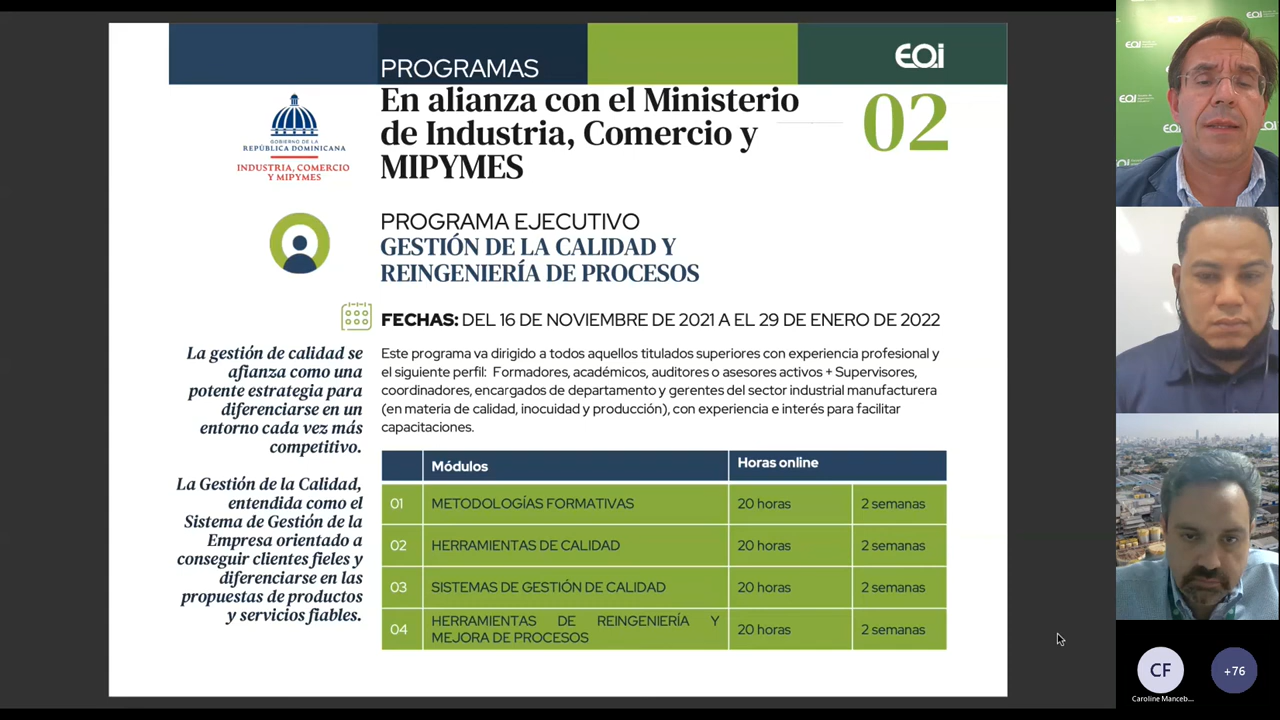 PROGRAMAS
EOi
En alianza con el Ministerio
de Industria, Comercio y
MIPYMES
02
GOBIERNO DE LA
REPÚBLICA DOMINICANA
INDUSTRIA, COMERCIO
Y MIPYMES
PROGRAMA EJECUTIVO
GESTIÓN DE LA CALIDAD Y
REINGENIERÍA DE PROCESOS
FECHAS: DEL 16 DE NOVIEMBRE DE 2021 A EL 29 DE ENERO DE 2022
La gestión de calidad se
afianza como una
potente estrategia para
diferenciarse en un
entorno cada vez más
competitivo.
La Gestión de la Calidad,
entendida como el
Sistema de Gestión de la
Empresa orientado a
conseguir clientes fieles y
diferenciarse en las
propuestas de productos
y servicios fiables.
Este programa va dirigido a todos aquellos titulados superiores con experiencia profesional y
el siguiente perfil: Formadores, académicos, auditores o asesores activos + Supervisores,
coordinadores, encargados de departamento y gerentes del sector industrial manufacturera
(en materia de calidad, inocuidad y producción), con experiencia e interés para facilitar
capacitaciones.
Módulos Horas online
01 METODOLOGÍAS FORMATIVAS 20 horas 2 semanas
02 HERRAMIENTAS DE CALIDAD 20 horas 2 semanas
03 SISTEMAS DE GESTIÓN DE CALIDAD 20 horas 2 semanas
04 HERRAMIENTAS DE REINGENIERÍA Y
MEJORA DE PROCESOS 20 horas 2 semanas
EOi
EOi
EOi
EOi
EOi
CF
Caroline Manceb...
+76